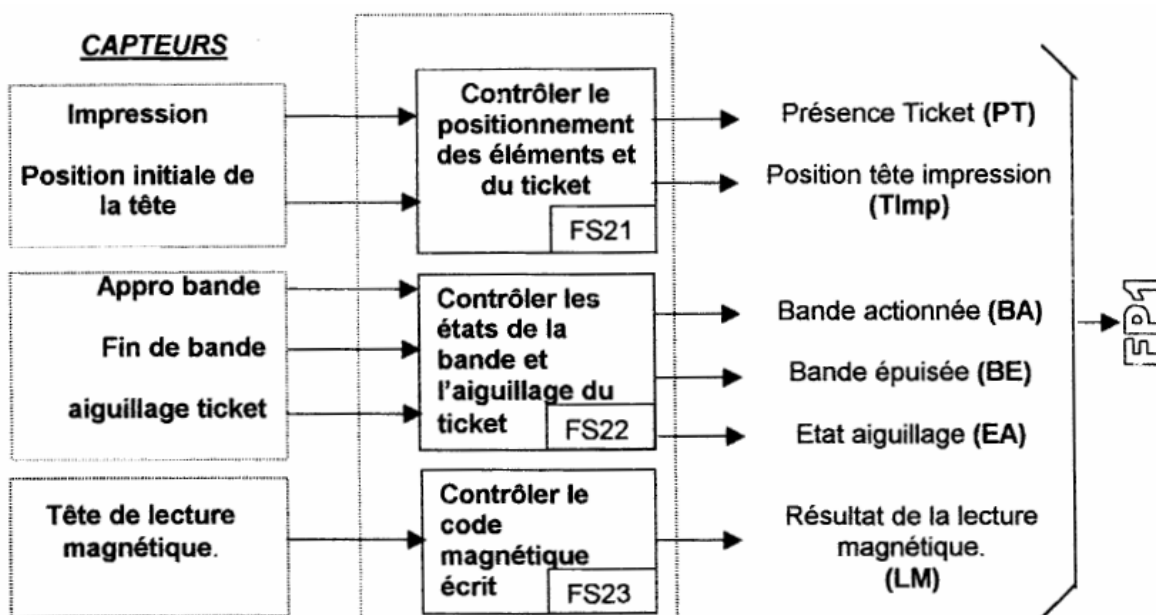 CAPTEURS
Impression
Position initiale de
la tête
Contrôler le
positionnement
des éléments et
du ticket
FS21
Présence Ticket (PT)
Position tête impression
(TImp)
Appro bande
Fin de bande
aiguillage ticket
Contrôler les
états de la
bande et
l'aiguillage du
ticket
FS22
Bande actionnée (BA)
Bande épuisée (BE)
Etat aiguillage (EA)
Tête de lecture
magnétique.
Contrôler le
code
magnétique
écrit
FS23
Résultat de la lecture
magnétique.
(LM)
FP1